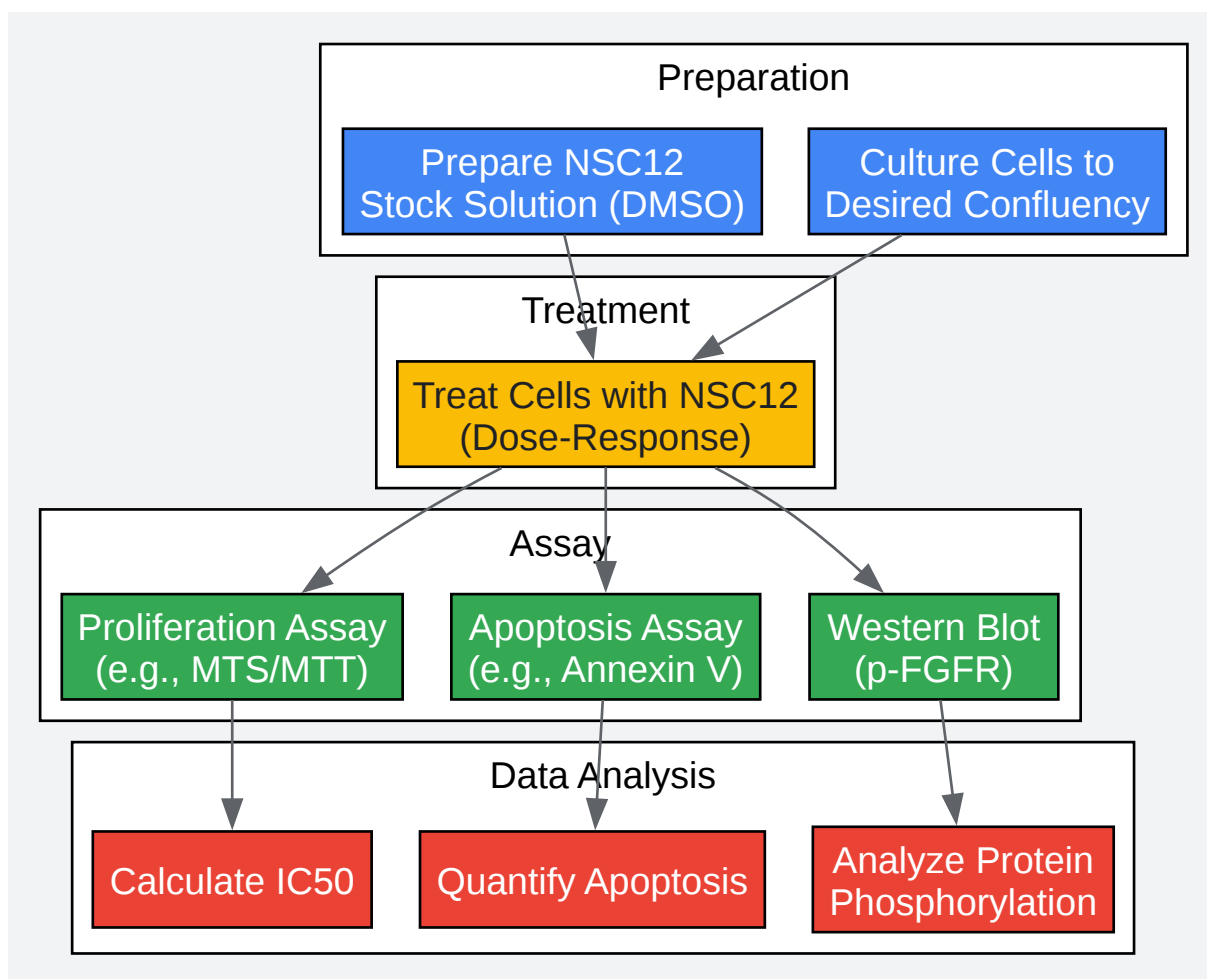 Preparation
Prepare NSC12
Stock Solution (DMSO)
Culture Cells to
Desired Confluency
Treatment
Treat Cells with NSC12
(Dose-Response)
Assay
Proliferation Assay
(e.g., MTS/MTT)
Apoptosis Assay
(e.g., Annexin V)
Western Blot
(p-FGFR)
Data Analysis
Calculate IC50
Quantify Apoptosis
Analyze Protein
Phosphorylation